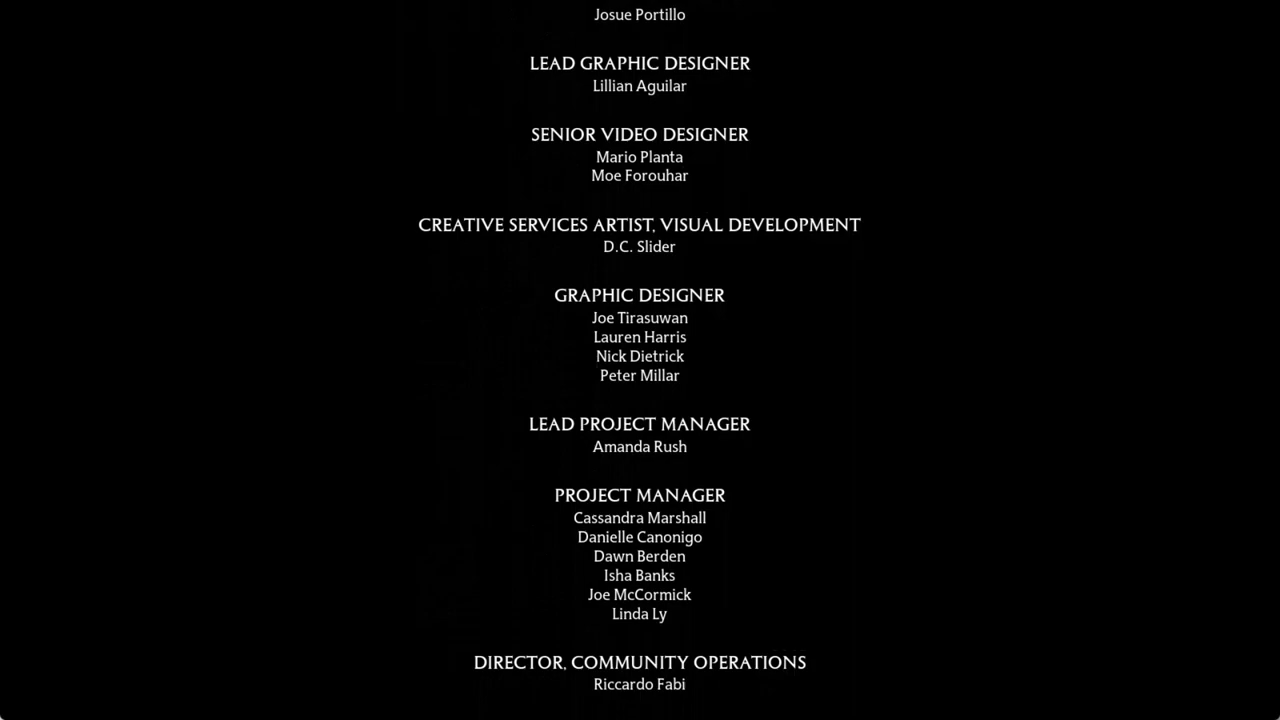 Josue Portillo
LEAD GRAPHIC DESIGNER
Lillian Aguilar
SENIOR VIDEO DESIGNER
Mario Planta
Moe Forouhar
CREATIVE SERVICES ARTIST, VISUAL DEVELOPMENT
D.C. Slider
GRAPHIC DESIGNER
Joe Tirasuwan
Lauren Harris
Nick Dietrick
Peter Millar
LEAD PROJECT MANAGER
Amanda Rush
PROJECT MANAGER
Cassandra Marshall
Danielle Canonigo
Dawn Berden
Isha Banks
Joe McCormick
Linda Ly
DIRECTOR, COMMUNITY OPERATIONS
Riccardo Fabi